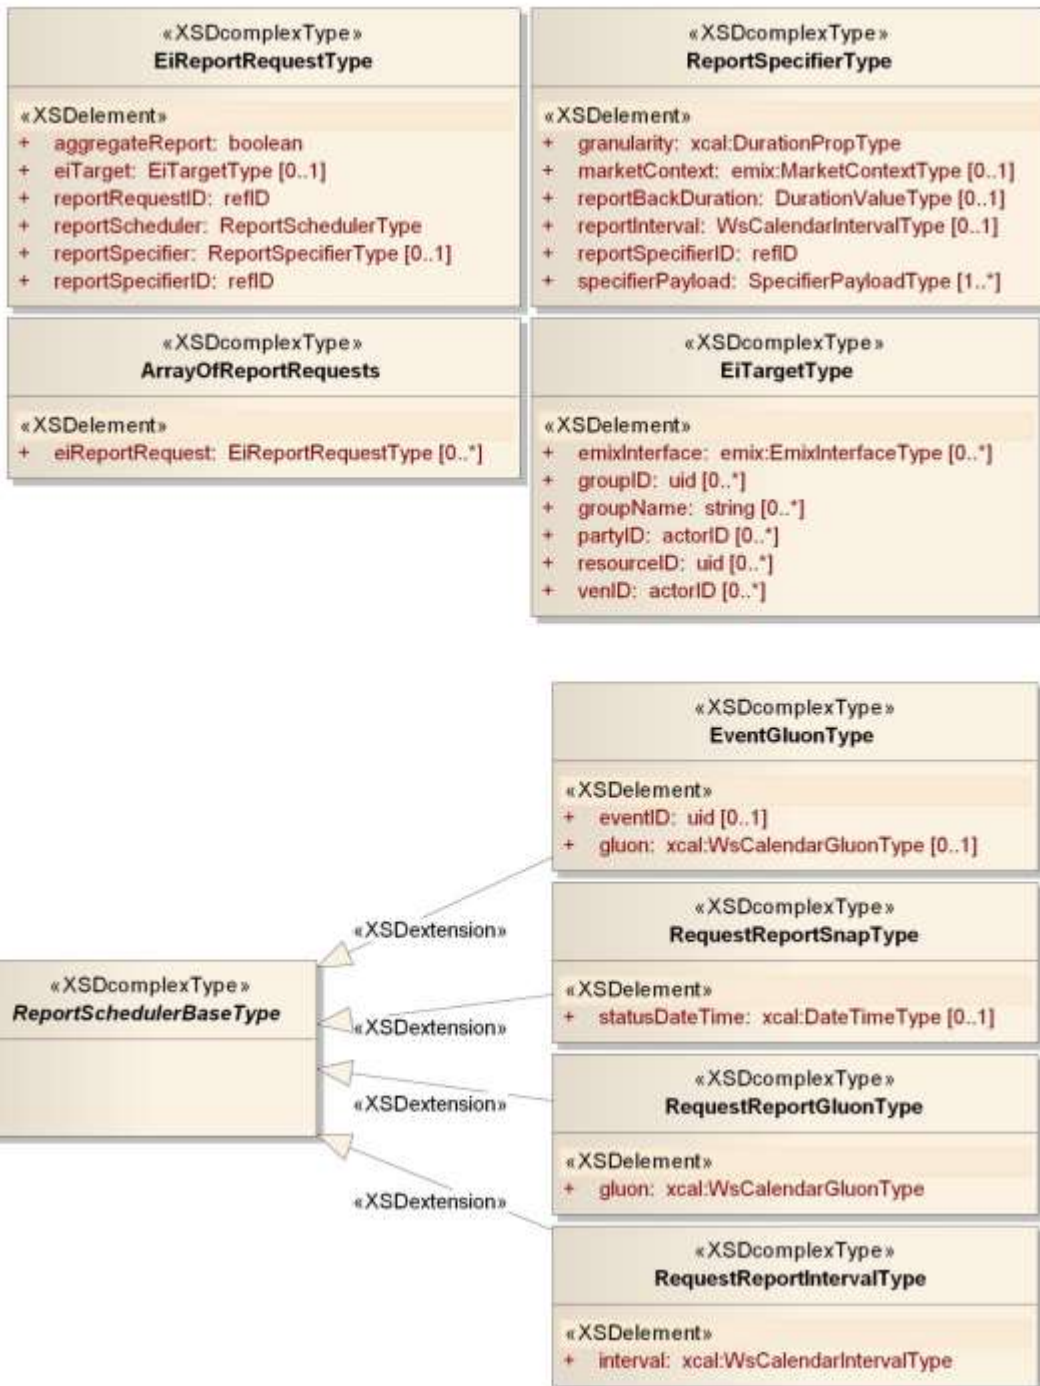 «XSDcomplexType»
EiReportRequestType
«XSDelement»
+ aggregateReport: boolean
+ eiTarget: EiTargetType [0..1]
+ reportRequestID: refID
+ reportScheduler: ReportSchedulerType
+ reportSpecifier: ReportSpecifierType [0..1]
+ reportSpecifierID: refID
«XSDcomplexType»
ReportSpecifierType
«XSDelement»
+ granularity: xcal:DurationPropType
+ marketContext: emix:MarketContextType [0..1]
+ reportBackDuration: DurationValueType [0..1]
+ reportInterval: WsCalendarIntervalType [0..1]
+ reportSpecifierID: refID
+ specifierPayload: SpecifierPayloadType [1..*]
«XSDcomplexType»
ArrayOfReportRequests
«XSDelement»
+ eiReportRequest: EiReportRequestType [0..*]
«XSDcomplexType»
EiTargetType
«XSDelement»
+ emixInterface: emix:EmixInterfaceType [0..*]
+ groupID: uid [0..*]
+ groupName: string [0..*]
+ partyID: actorID [0..*]
+ resourceID: uid [0..*]
+ venID: actorID [0..*]
«XSDcomplexType»
EventGluonType
«XSDelement»
+ eventID: uid [0..1]
+ gluon: xcal:WsCalendarGluonType [0..1]
«XSDextension»
«XSDcomplexType»
RequestReportSnapType
«XSDelement»
+ statusDateTime: xcal:DateTimeType [0..1]
«XSDcomplexType»
ReportSchedulerBaseType
«XSDextension»
«XSDcomplexType»
RequestReportGluonType
«XSDelement»
+ gluon: xcal:WsCalendarGluonType
«XSDextension»
«XSDextension»
«XSDcomplexType»
RequestReportIntervalType
«XSDelement»
+ interval: xcal:WsCalendarIntervalType